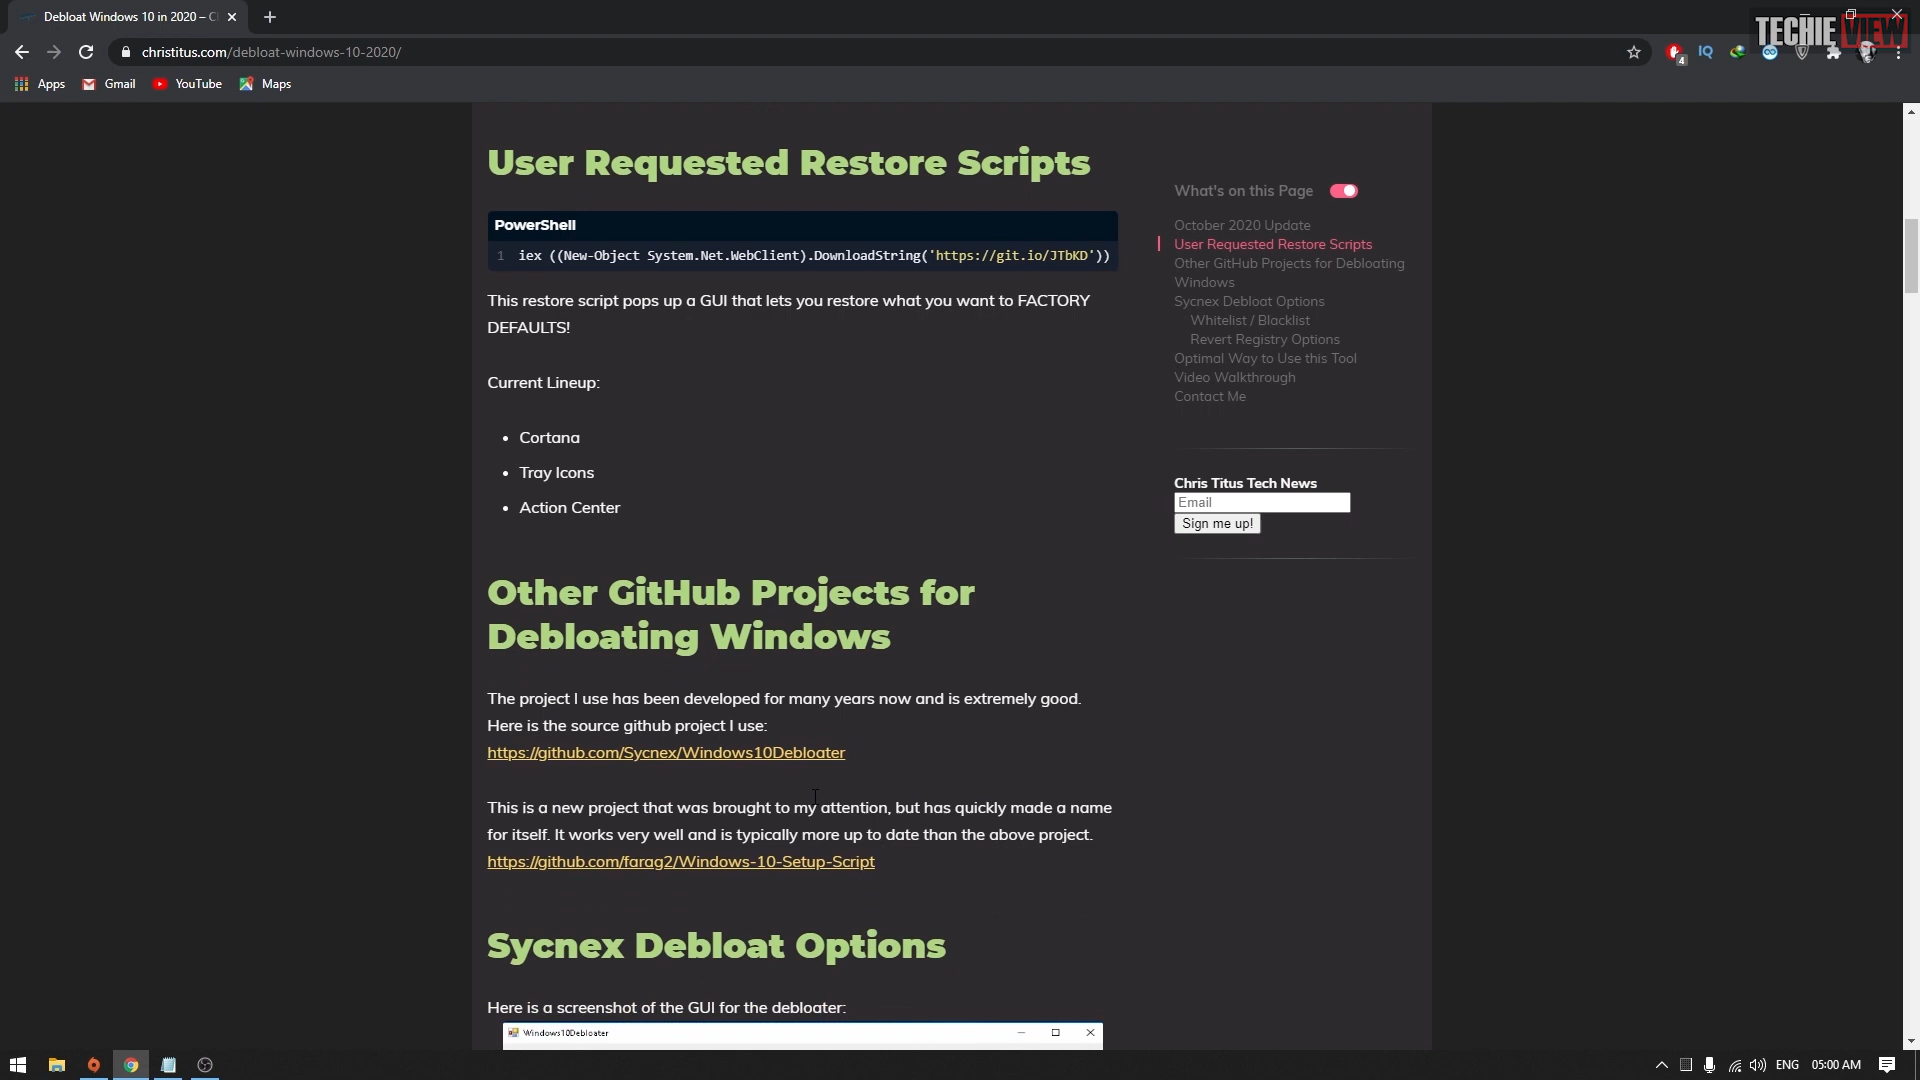 Debloat Windows 10 in 2020 – C
TECHIE VIEW
christitus.com/debloat-windows-10-2020/
4
IQ
Apps
Gmail
YouTube
Maps
User Requested Restore Scripts
PowerShell
1 iex ((New-Object System.Net.WebClient).DownloadString('https://git.io/JTbKD'))
This restore script pops up a GUI that lets you restore what you want to FACTORY
DEFAULTS!
Current Lineup:
• Cortana
• Tray Icons
• Action Center
Other GitHub Projects for
Debloating Windows
The project I use has been developed for many years now and is extremely good.
Here is the source github project I use:
https://github.com/Sycnex/Windows10Debloater
This is a new project that was brought to my attention, but has quickly made a name
for itself. It works very well and is typically more up to date than the above project.
https://github.com/farag2/Windows-10-Setup-Script
Sycnex Debloat Options
Here is a screenshot of the GUI for the debloater:
Windows10Debloater
What's on this Page
October 2020 Update
User Requested Restore Scripts
Other GitHub Projects for Debloating
Windows
Sycnex Debloat Options
Whitelist / Blacklist
Revert Registry Options
Optimal Way to Use this Tool
Video Walkthrough
Contact Me
Chris Titus Tech News
Email
Sign me up!
ENG
05:00 AM